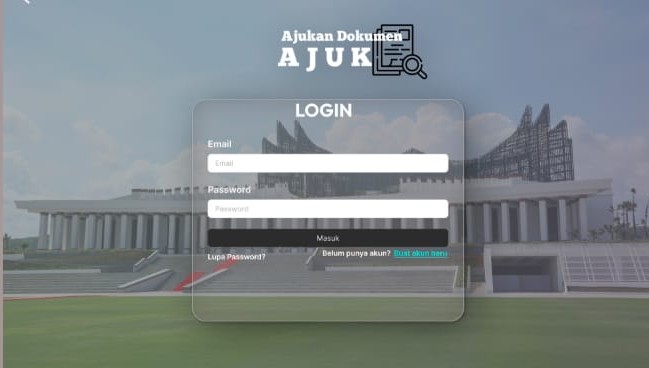 Ajukan Dokumen
AJUK
LOGIN
Email
Email
Password
Password
Masuk
Lupa Password?
Belum punya akun? Buat akun baru